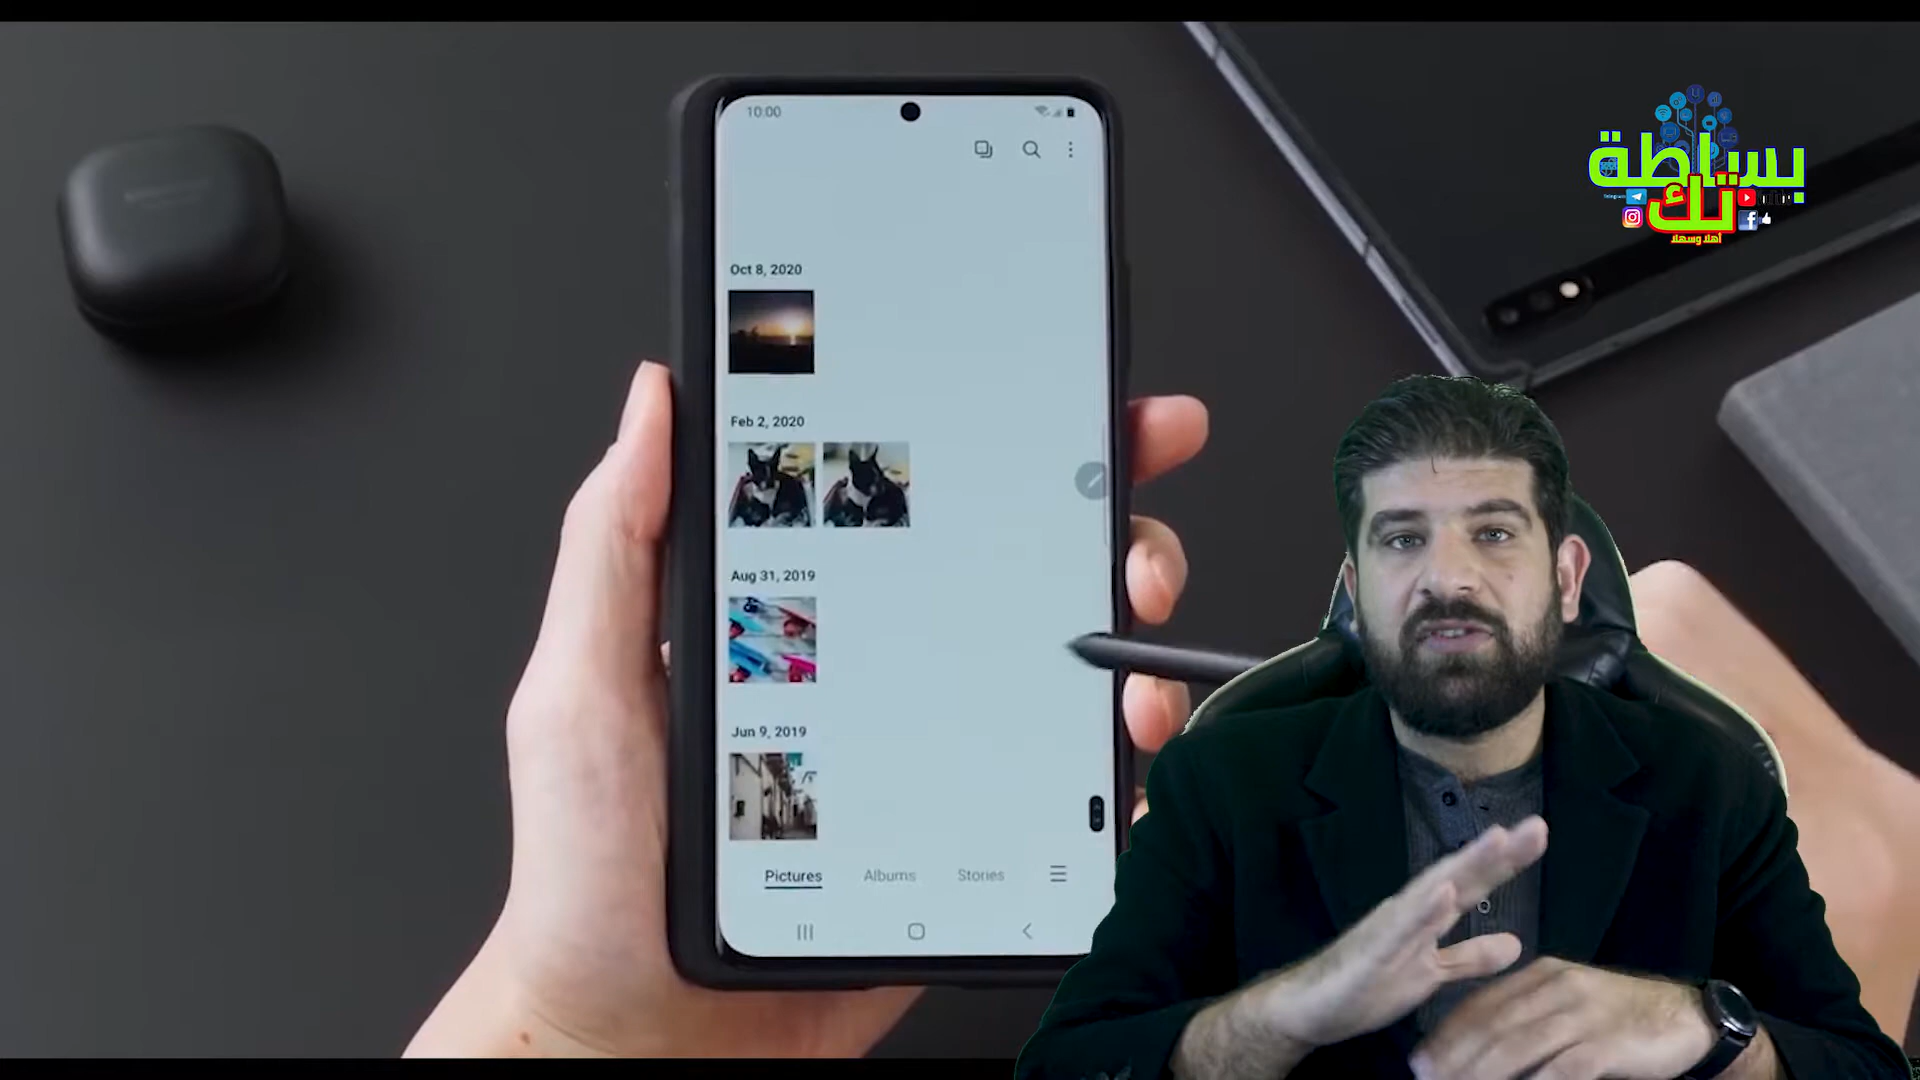 10:00
بساطة
تك
أهلا وسهلا
Oct 8, 2020
Feb 2, 2020
Aug 31, 2019
Jun 9, 2019
Pictures Albums Stories